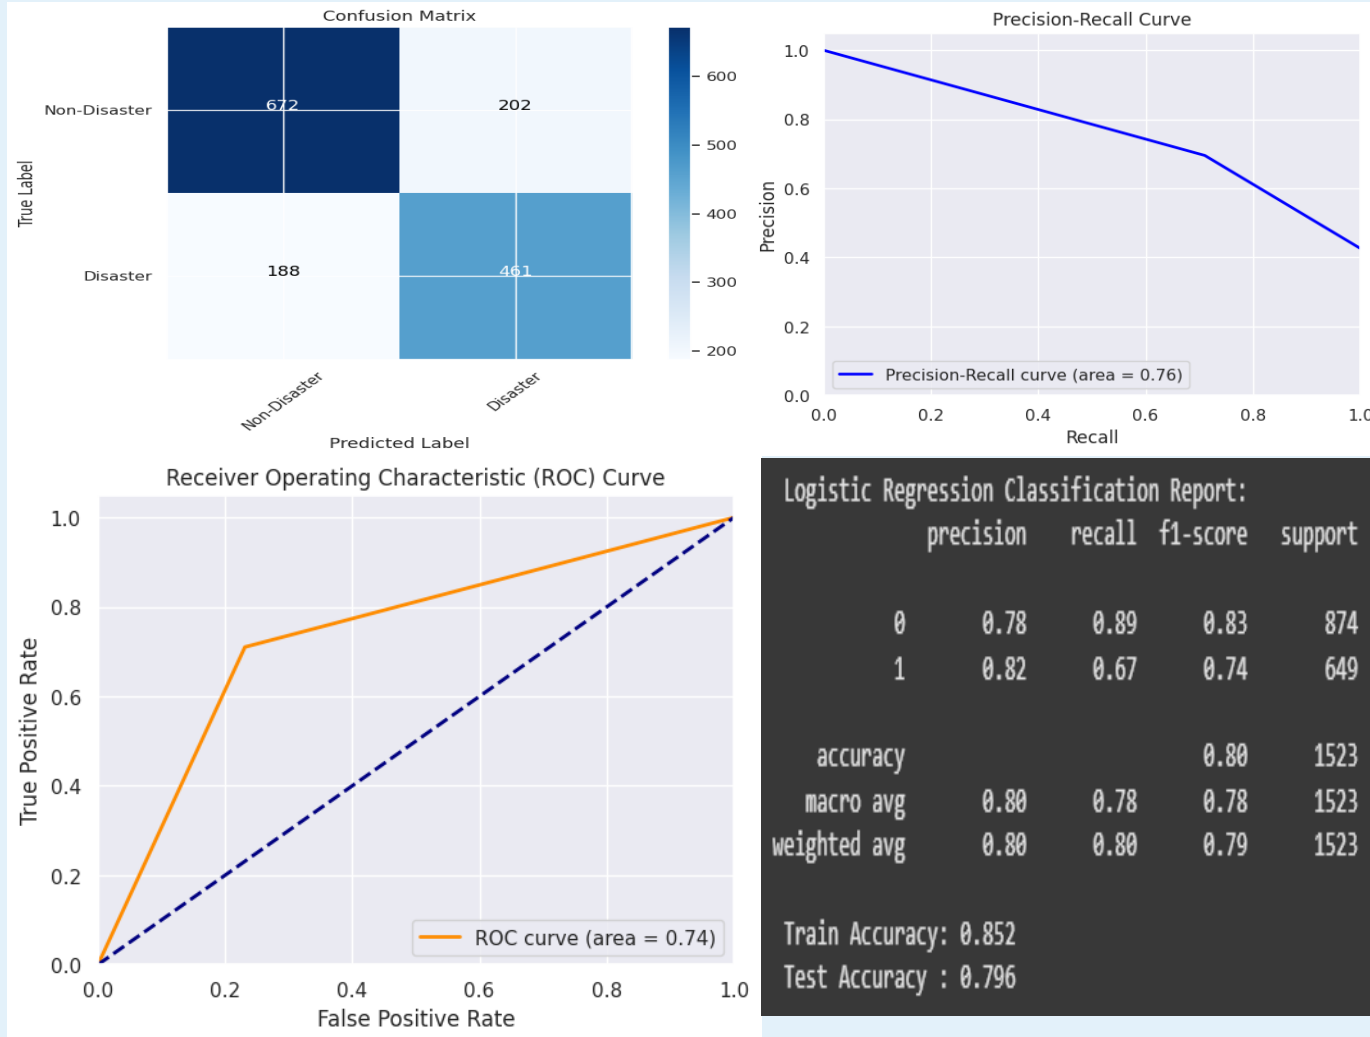 Confusion Matrix
Non-Disaster
Disaster
True Label
672
202
188
461
Non-Disaster
Disaster
Predicted Label
600
500
400
300
200
Precision-Recall Curve
Precision
1.0
0.8
0.6
0.4
0.2
0.0
Precision-Recall curve (area = 0.76)
0.0 0.2 0.4 0.6 0.8 1.0
Recall
Receiver Operating Characteristic (ROC) Curve
True Positive Rate
1.0
0.8
0.6
0.4
0.2
0.0
ROC curve (area = 0.74)
0.0 0.2 0.4 0.6 0.8 1.0
False Positive Rate
Logistic Regression Classification Report:
precision recall f1-score support
0 0.78 0.89 0.83 874
1 0.82 0.67 0.74 649
accuracy 0.80 1523
macro avg 0.80 0.78 0.78 1523
weighted avg 0.80 0.80 0.79 1523
Train Accuracy: 0.852
Test Accuracy : 0.796